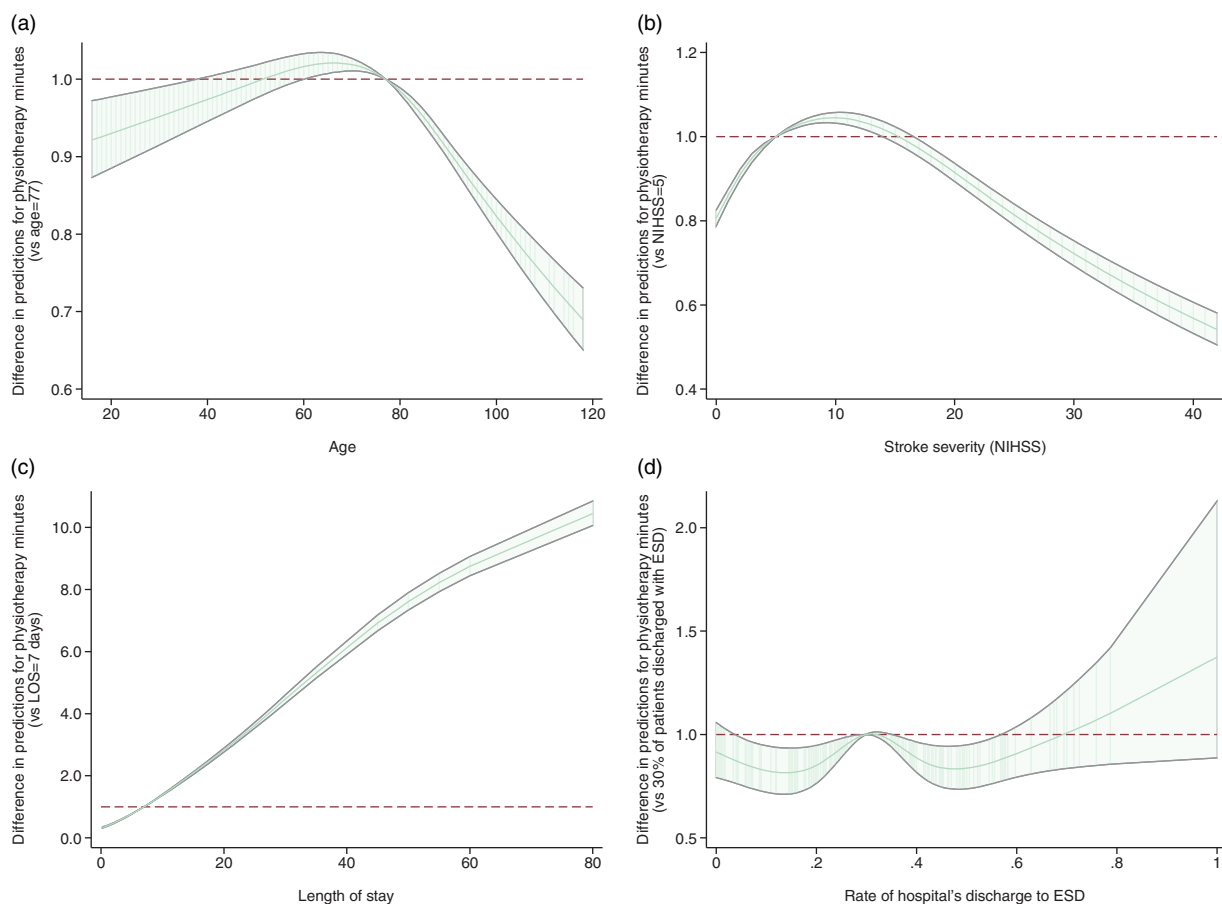 (a)
Difference in predictions for physiotherapy minutes
(vs age=77)
1.0
0.9
0.8
0.7
0.6
20 40 60 80 100 120
Age
(b)
Difference in predictions for physiotherapy minutes
(vs NIHSS=5)
1.2
1.0
0.8
0.6
0.4
0 10 20 30 40
Stroke severity (NIHSS)
(c)
Difference in predictions for physiotherapy minutes
(vs LOS=7 days)
10.0
8.0
6.0
4.0
2.0
0.0
0 20 40 60 80
Length of stay
(d)
Difference in predictions for physiotherapy minutes
(vs 30% of patients discharged with ESD)
2.0
1.5
1.0
0.5
0 .2 .4 .6 .8 1
Rate of hospital's discharge to ESD